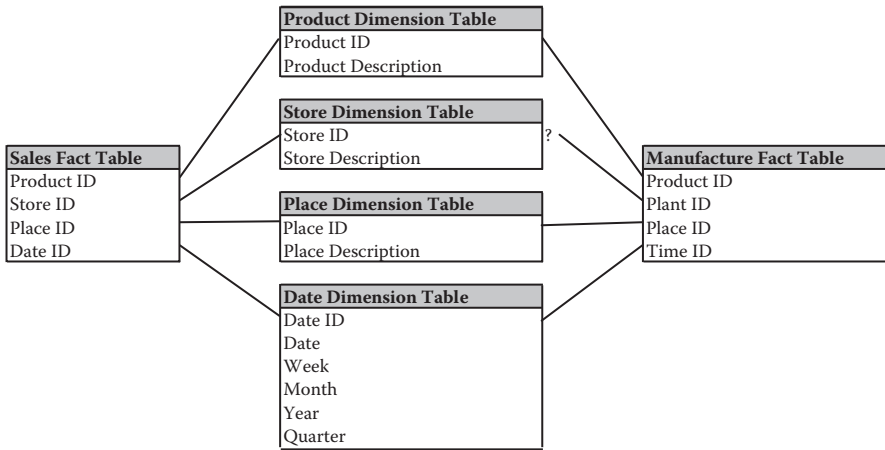 Product Dimension Table
Product ID
Product Description
Store Dimension Table
Store ID
?
Store Description
Sales Fact Table
Product ID
Store ID
Place ID
Date ID
Manufacture Fact Table
Product ID
Plant ID
Place ID
Time ID
Place Dimension Table
Place ID
Place Description
Date Dimension Table
Date ID
Date
Week
Month
Year
Quarter